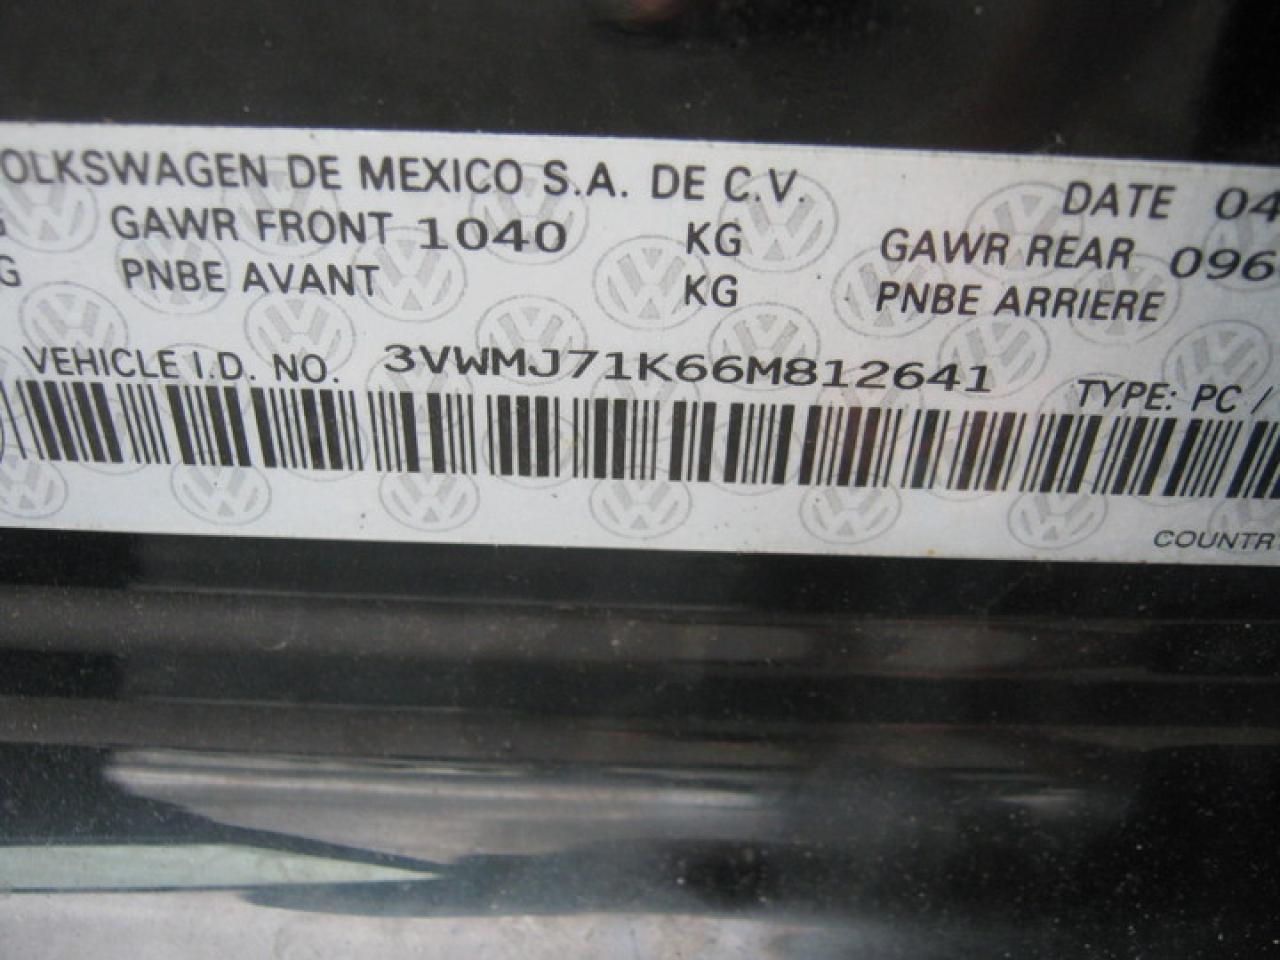 OLKSWAGEN DE MEXICO S.A. DE C.V. DATE 04
G GAWR FRONT 1040 KG GAWR REAR 096
G PNBE AVANT KG PNBE ARRIERE
VEHICLE I.D. NO. 3VWMJ71K66M812641 TYPE: PC /
COUNTRY